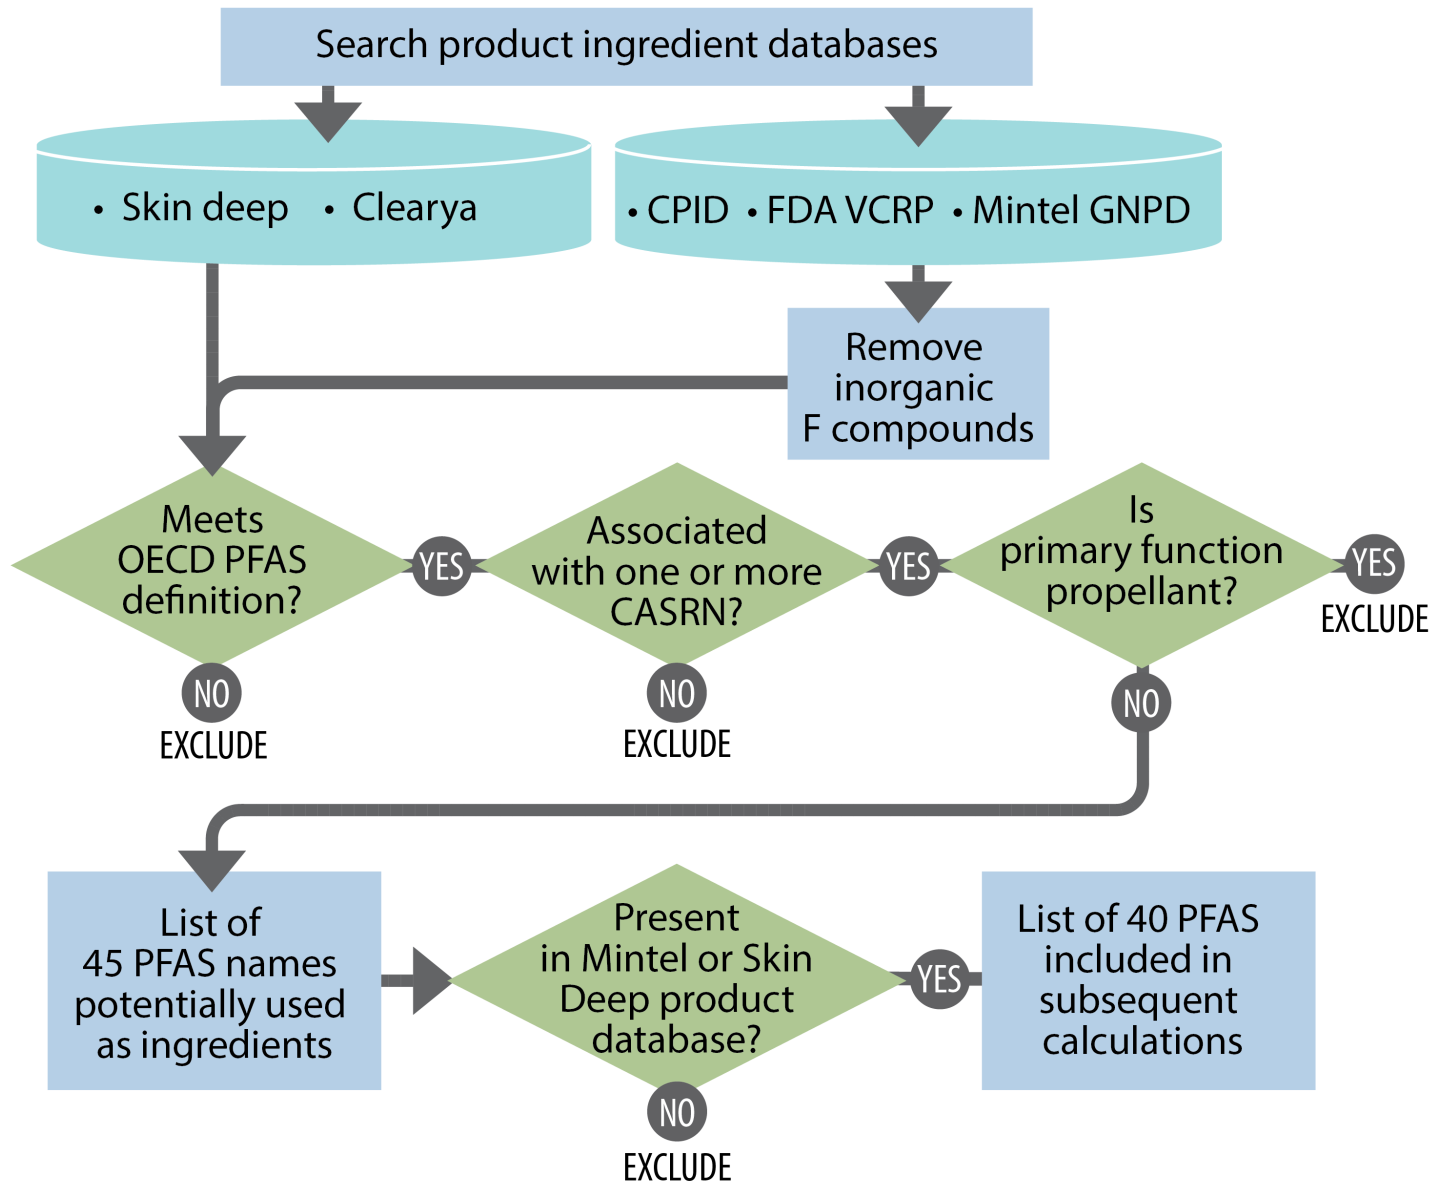 Search product ingredient databases
• Skin deep • Clearya
• CPID • FDA VCRP • Mintel GNPD
Remove
inorganic
F compounds
Meets
OECD PFAS
definition?
YES
NO
EXCLUDE
Associated
with one or more
CASRN?
YES
NO
EXCLUDE
Is
primary function
propellant?
YES
EXCLUDE
NO
List of
45 PFAS names
potentially used
as ingredients
Present
in Mintel or Skin
Deep product
database?
YES
NO
EXCLUDE
List of 40 PFAS
included in
subsequent
calculations